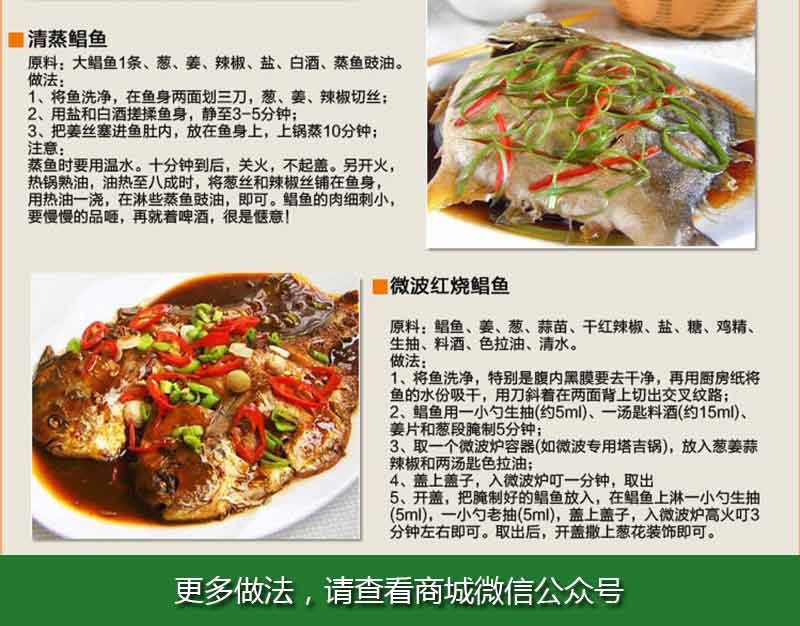 清蒸鲳鱼
原料：大鲳鱼1条、葱、姜、辣椒、盐、白酒、蒸鱼豉油。
做法：
1、将鱼洗净，在鱼身两面划三刀，葱、姜、辣椒切丝；
2、用盐和白酒搓揉鱼身，静至3-5分钟；
3、把姜丝塞进鱼肚内，放在鱼身上，上锅蒸10分钟；
注意：
蒸鱼时要用温水。十分钟到后，关火，不起盖。另开火，
热锅熟油，油热至八成时，将葱丝和辣椒丝铺在鱼身，
用热油一浇，在淋些蒸鱼豉油，即可。鲳鱼的肉细刺小，
要慢慢的品咂，再就着啤酒，很是惬意！
微波红烧鲳鱼
原料：鲳鱼、姜、葱、蒜苗、干红辣椒、盐、糖、鸡精、
生抽、料酒、色拉油、清水。
做法：
1、将鱼洗净，特别是腹内黑膜要去干净，再用厨房纸将
鱼的水份吸干，用刀斜着在两面背上切出交叉纹路；
2、鲳鱼用一小勺生抽(约5ml)、一汤匙料酒(约15ml)、
姜片和葱段腌制5分钟；
3、取一个微波炉容器(如微波专用塔吉锅)，放入葱姜蒜
辣椒和两汤匙色拉油；
4、盖上盖子，入微波炉叮一分钟，取出
5、开盖，把腌制好的鲳鱼放入，在鲳鱼上淋一小勺生抽
(5ml)，一小勺老抽(5ml)，盖上盖子，入微波炉高火叮3
分钟左右即可。取出后，开盖撒上葱花装饰即可。
更多做法，请查看商城微信公众号